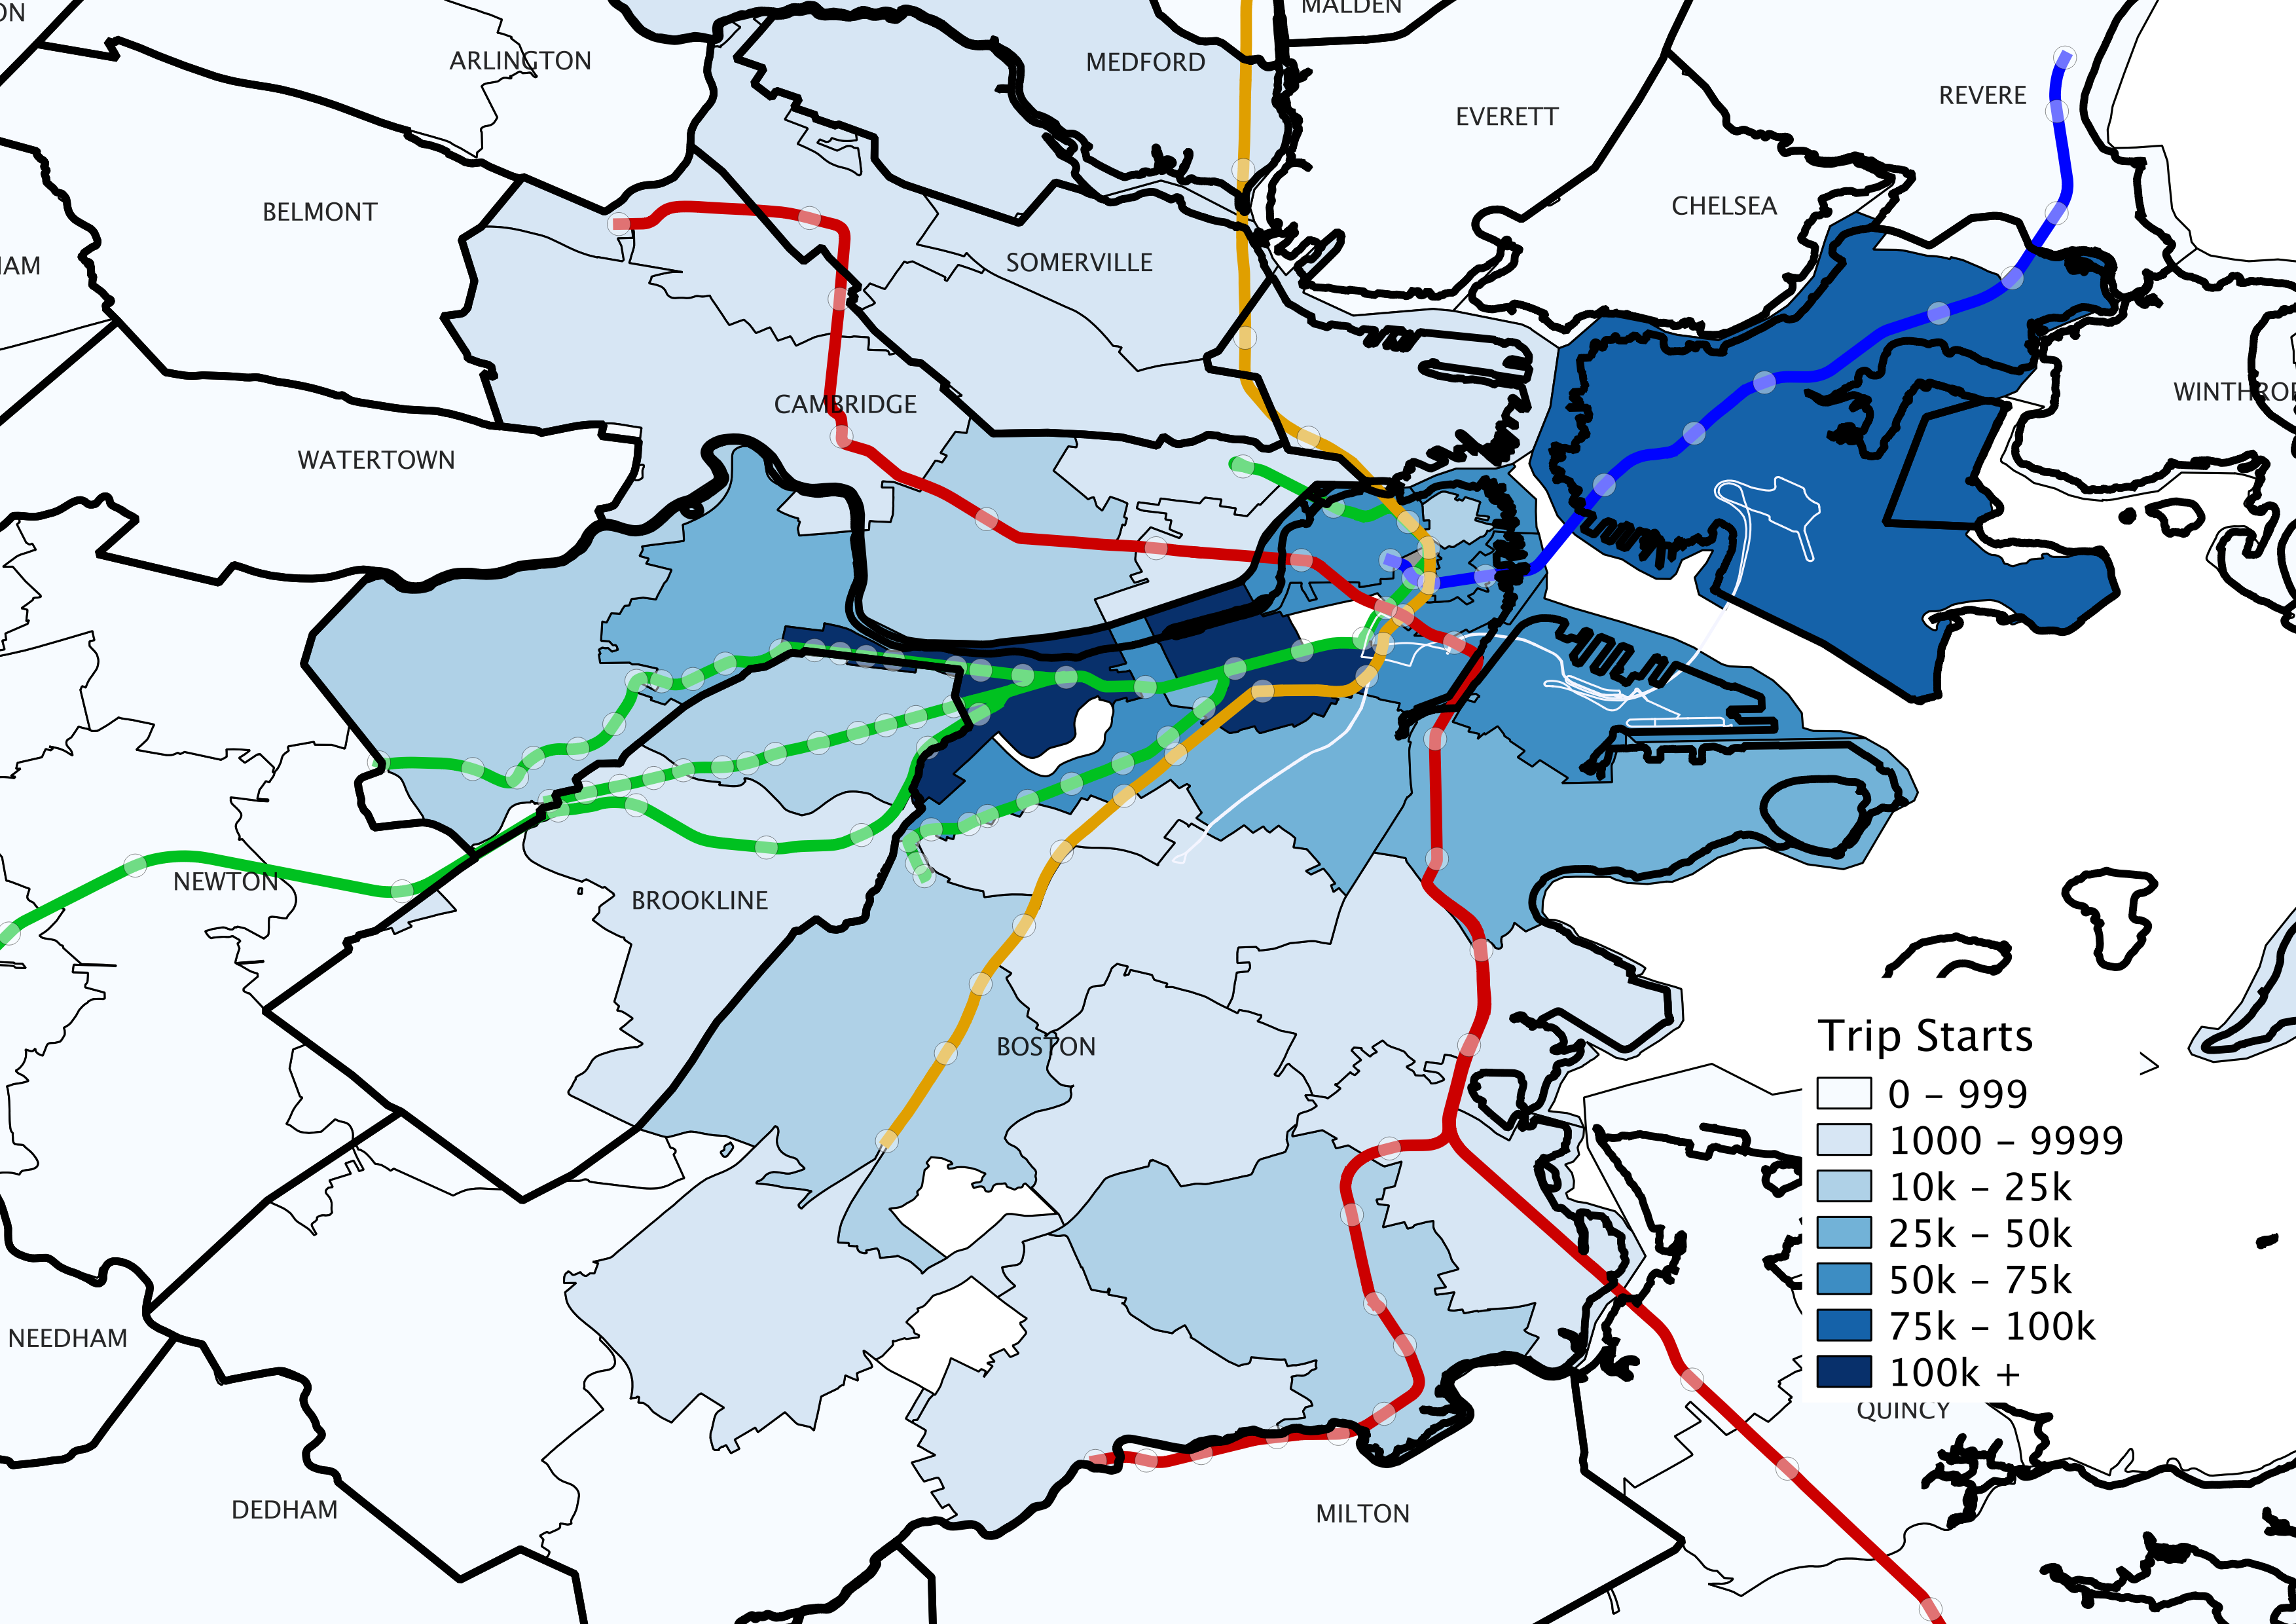 ON
MALDEN
ARLINGTON
MEDFORD
REVERE
EVERETT
BELMONT
CHELSEA
SOMERVILLE
AM
WINTHRO
CAMBRIDGE
WATERTOWN
NEWTON
BROOKLINE
BOSTON
Trip Starts
0 – 999
1000 – 9999
10k – 25k
25k – 50k
50k – 75k
75k – 100k
100k +
NEEDHAM
QUINCY
DEDHAM
MILTON